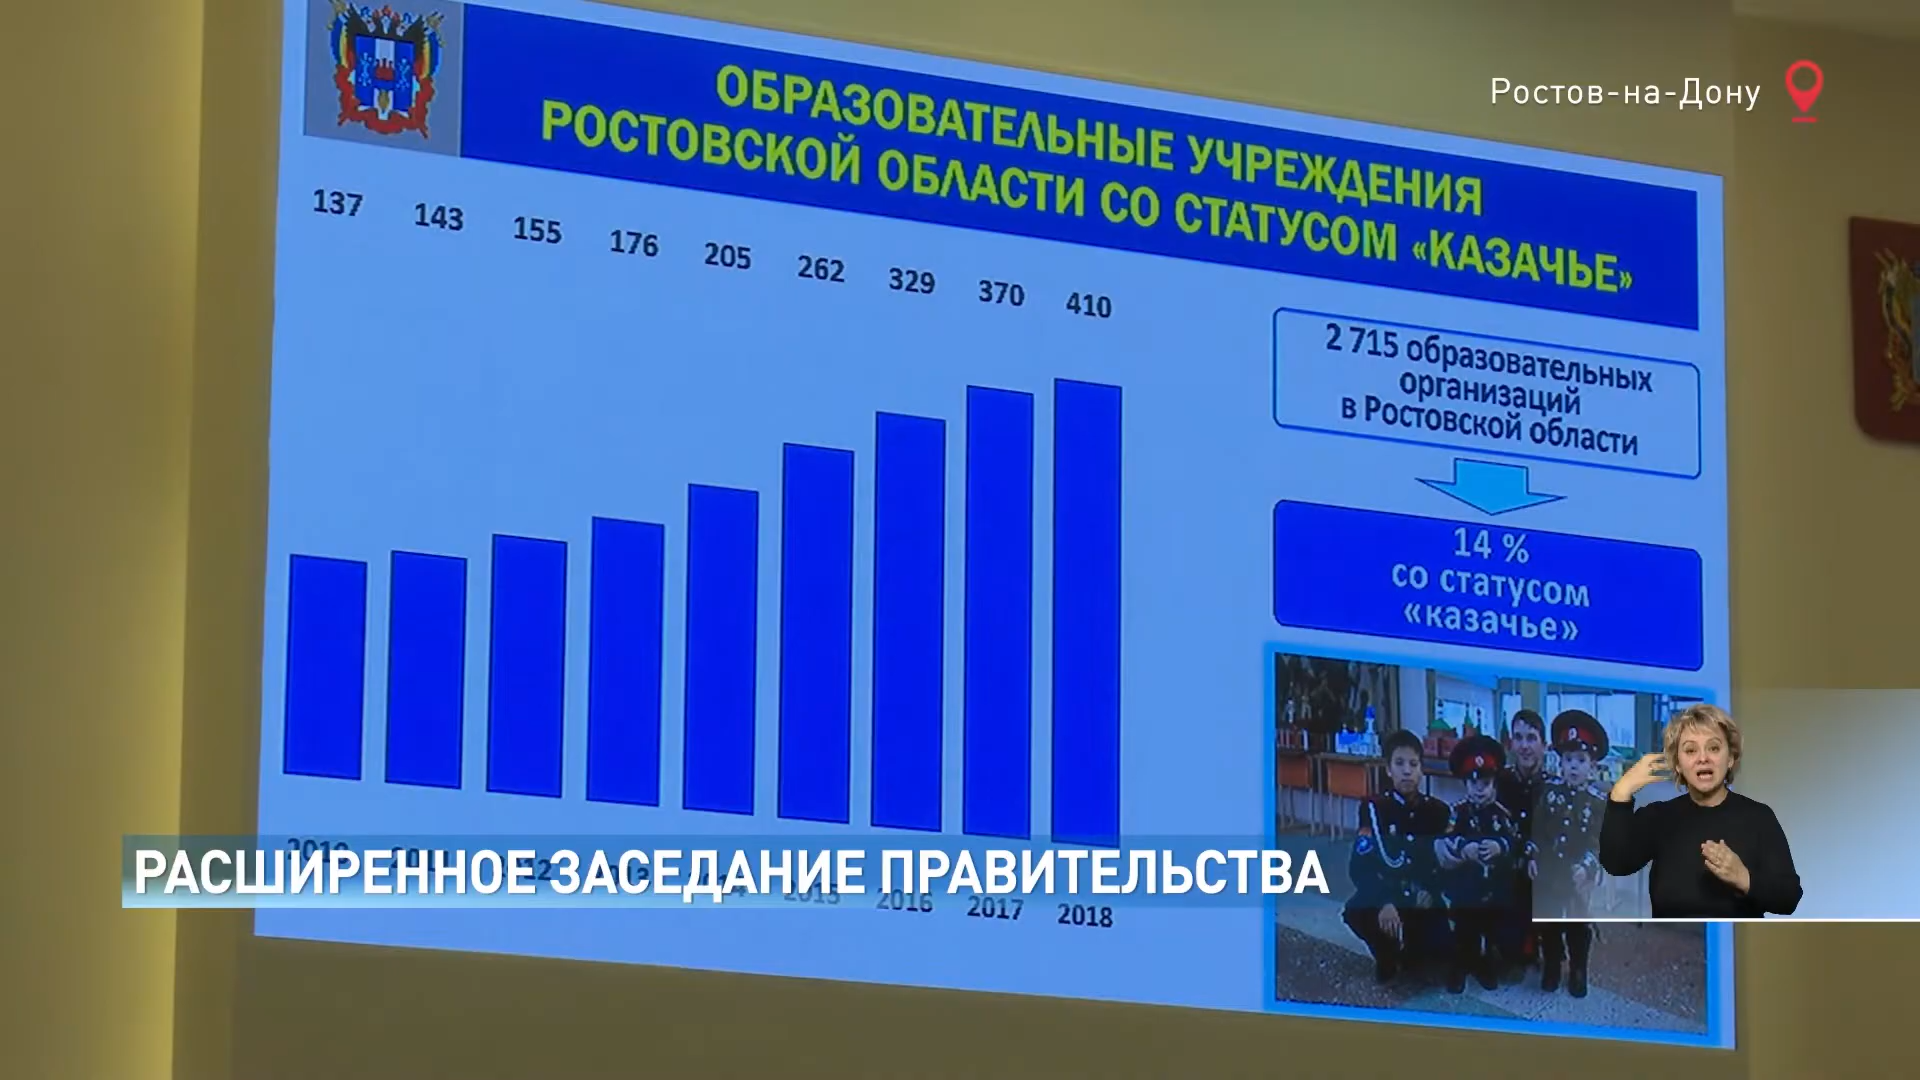 Ростов-на-Дону
ОБРАЗОВАТЕЛЬНЫЕ УЧРЕЖДЕНИЯ
РОСТОВСКОЙ ОБЛАСТИ СО СТАТУСОМ «КАЗАЧЬЕ»
137 143 155 176 205 262 329 370 410
2 715 образовательных
организаций
в Ростовской области
14 %
со статусом
«казачье»
РАСШИРЕННОЕ ЗАСЕДАНИЕ ПРАВИТЕЛЬСТВА
2015 2016 2017 2018